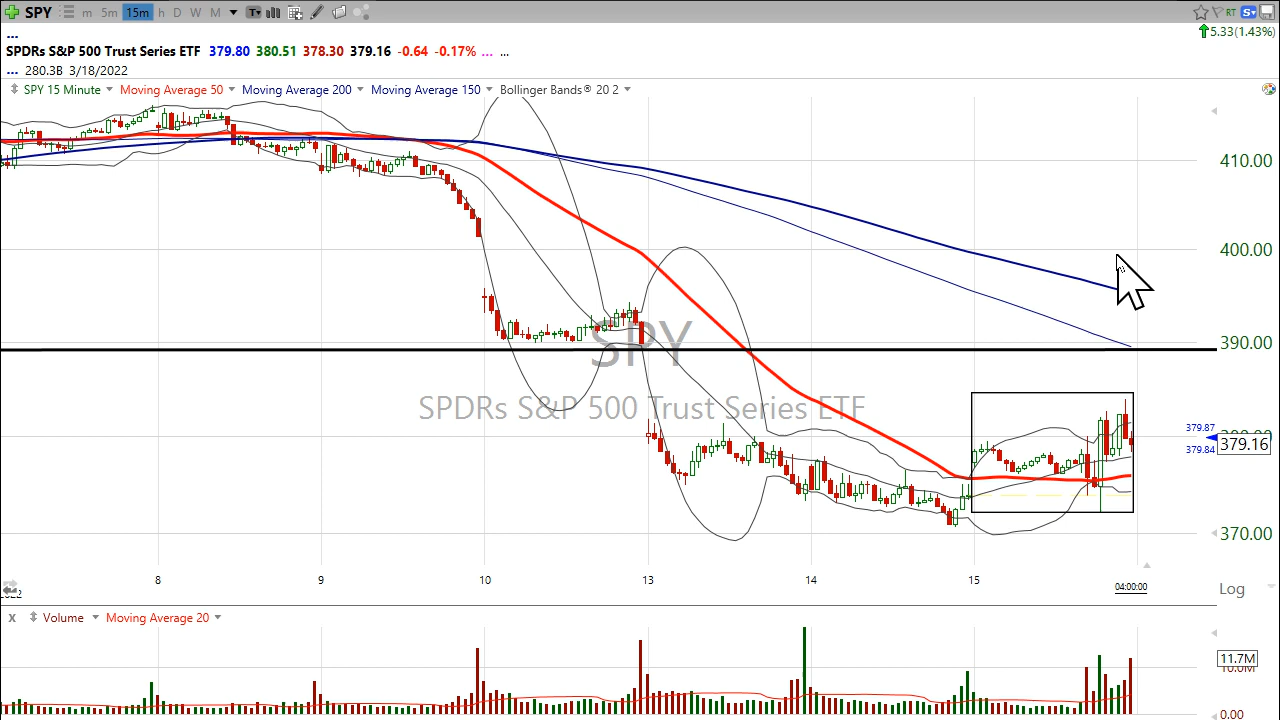 SPY m 5m 15m h D W M T RT S
... 5.33(1.43%)
SPDRs S&P 500 Trust Series ETF 379.80 380.51 378.30 379.16 -0.64 -0.17% ... ...
... 280.3B 3/18/2022
SPY 15 Minute Moving Average 50 Moving Average 200 Moving Average 150 Bollinger Bands® 20 2
410.00
400.00
390.00
SPY
SPDRs S&P 500 Trust Series ETF
379.87
379.16
379.84
370.00
8 9 10 13 14 15
04:00:00 Log
X Volume Moving Average 20
11.7M
0.00